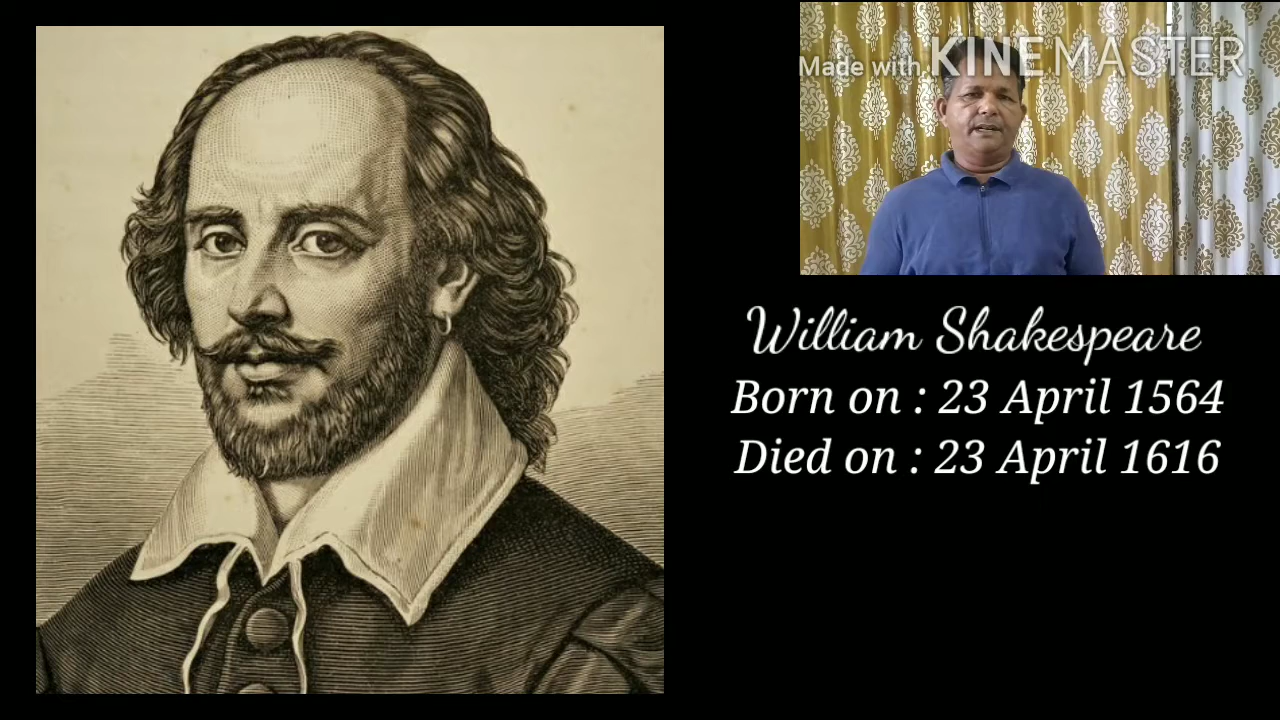 Made with KINEMASTER
William Shakespeare
Born on : 23 April 1564
Died on : 23 April 1616